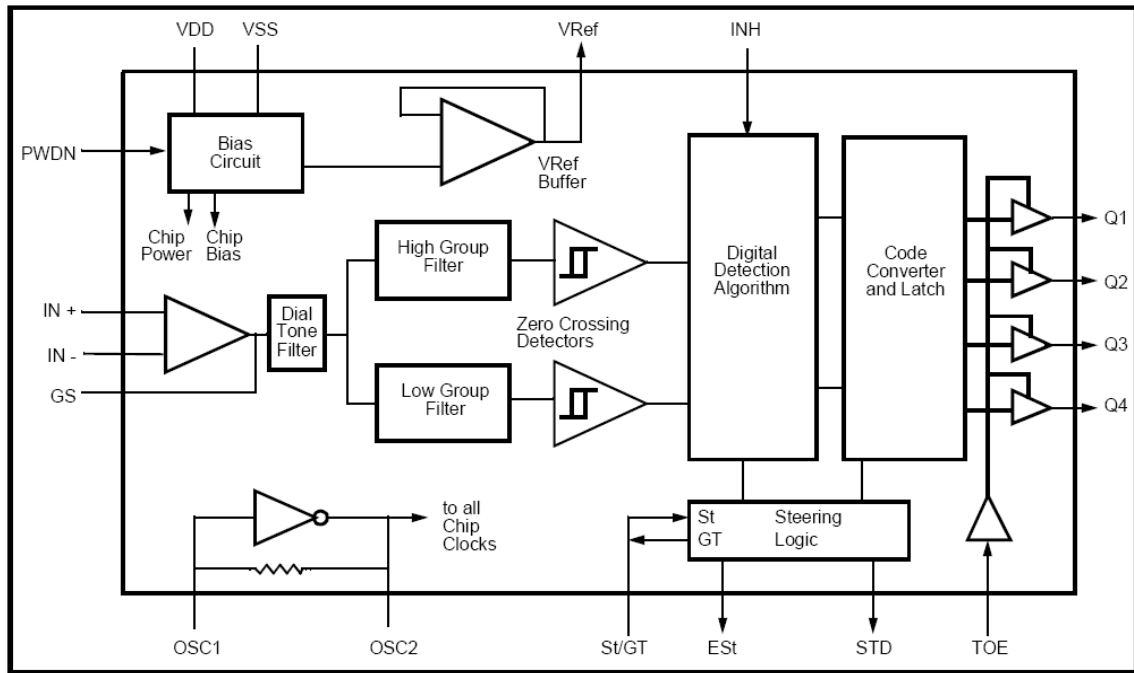 VDD
VSS
VRef
INH
PWDN
Bias
Circuit
VRef
Buffer
Chip
Power
Chip
Bias
High Group
Filter
Digital
Detection
Algorithm
Code
Converter
and Latch
Q1
Q2
Q3
Q4
IN +
IN -
GS
Dial
Tone
Filter
Zero Crossing
Detectors
Low Group
Filter
to all
Chip
Clocks
St
Steering
GT
Logic
OSC1
OSC2
St/GT
ESt
STD
TOE